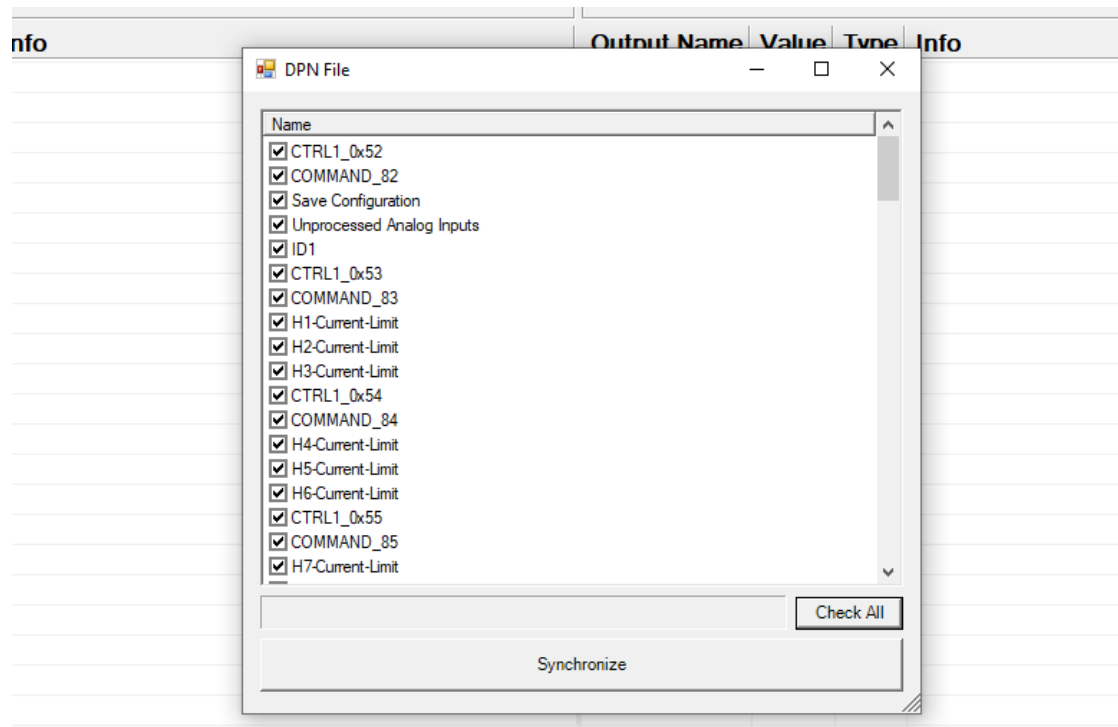 nfo
Output Name Value Type Info
DPN File
Name
CTRL1_0x52
COMMAND_82
Save Configuration
Unprocessed Analog Inputs
ID1
CTRL1_0x53
COMMAND_83
H1-Current-Limit
H2-Current-Limit
H3-Current-Limit
CTRL1_0x54
COMMAND_84
H4-Current-Limit
H5-Current-Limit
H6-Current-Limit
CTRL1_0x55
COMMAND_85
H7-Current-Limit
Check All
Synchronize